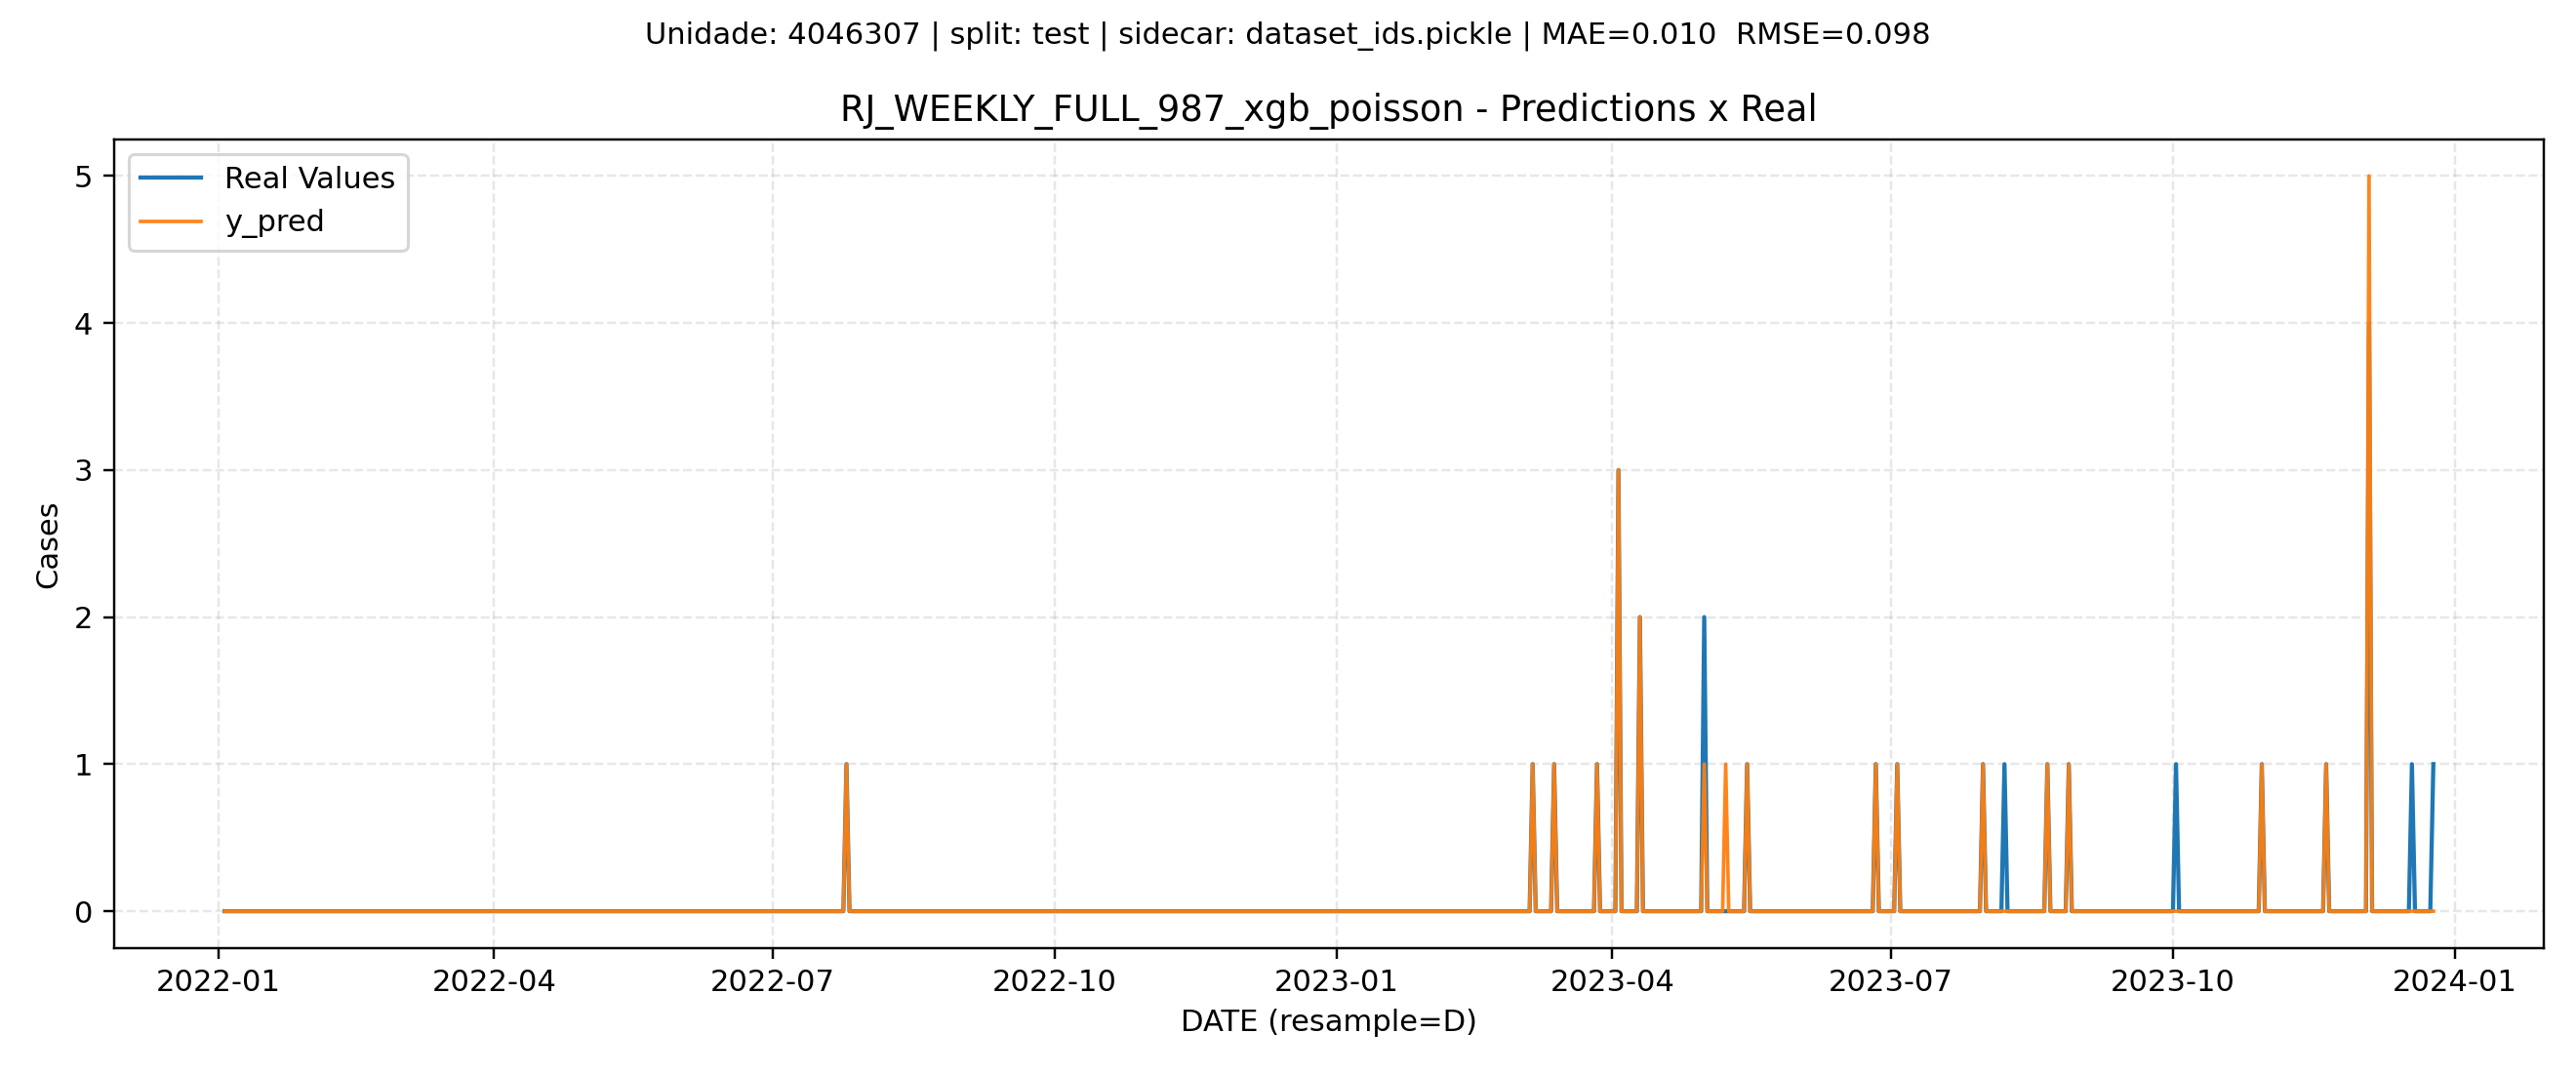 Unidade: 4046307 | split: test | sidecar: dataset_ids.pickle | MAE=0.010  RMSE=0.098
RJ_WEEKLY_FULL_987_xgb_poisson - Predictions x Real
Real Values
y_pred
5
4
3
2
1
0
Cases
2022-01 2022-04 2022-07 2022-10 2023-01 2023-04 2023-07 2023-10 2024-01
DATE (resample=D)